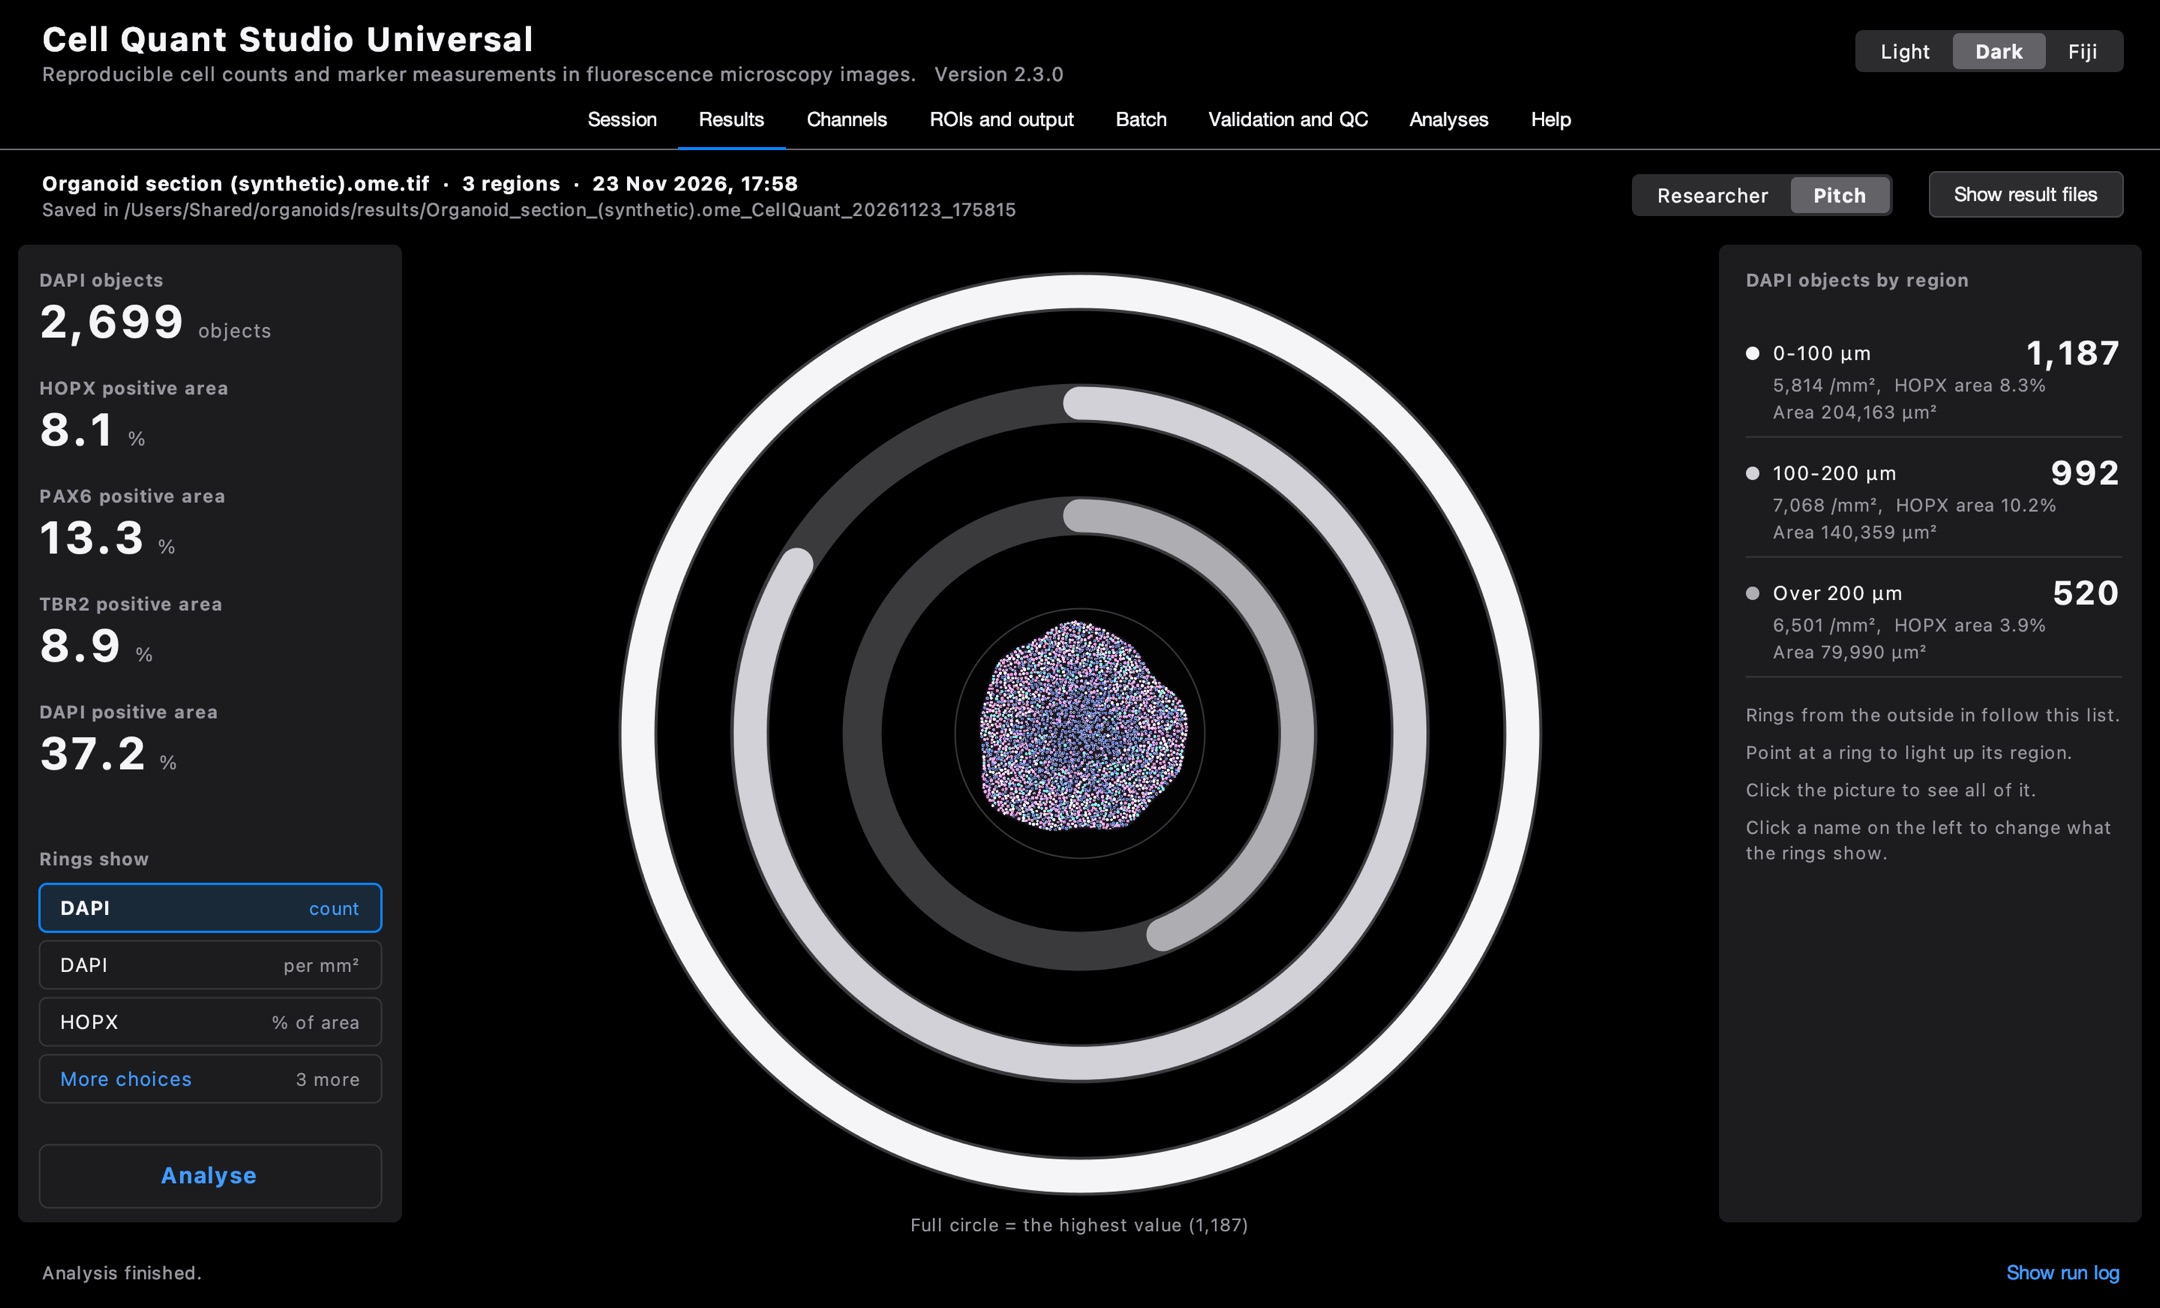 Cell Quant Studio Universal
Reproducible cell counts and marker measurements in fluorescence microscopy images. Version 2.3.0
Light Dark Fiji
Session Results Channels ROIs and output Batch Validation and QC Analyses Help
Organoid section (synthetic).ome.tif · 3 regions · 23 Nov 2026, 17:58
Saved in /Users/Shared/organoids/results/Organoid_section_(synthetic).ome_CellQuant_20261123_175815
Researcher Pitch
Show result files
DAPI objects
2,699 objects
HOPX positive area
8.1 %
PAX6 positive area
13.3 %
TBR2 positive area
8.9 %
DAPI positive area
37.2 %
Rings show
DAPI count
DAPI per mm²
HOPX % of area
More choices 3 more
Analyse
Full circle = the highest value (1,187)
DAPI objects by region
0-100 µm 1,187
5,814 /mm², HOPX area 8.3%
Area 204,163 µm²
100-200 µm 992
7,068 /mm², HOPX area 10.2%
Area 140,359 µm²
Over 200 µm 520
6,501 /mm², HOPX area 3.9%
Area 79,990 µm²
Rings from the outside in follow this list.
Point at a ring to light up its region.
Click the picture to see all of it.
Click a name on the left to change what
the rings show.
Analysis finished.
Show run log